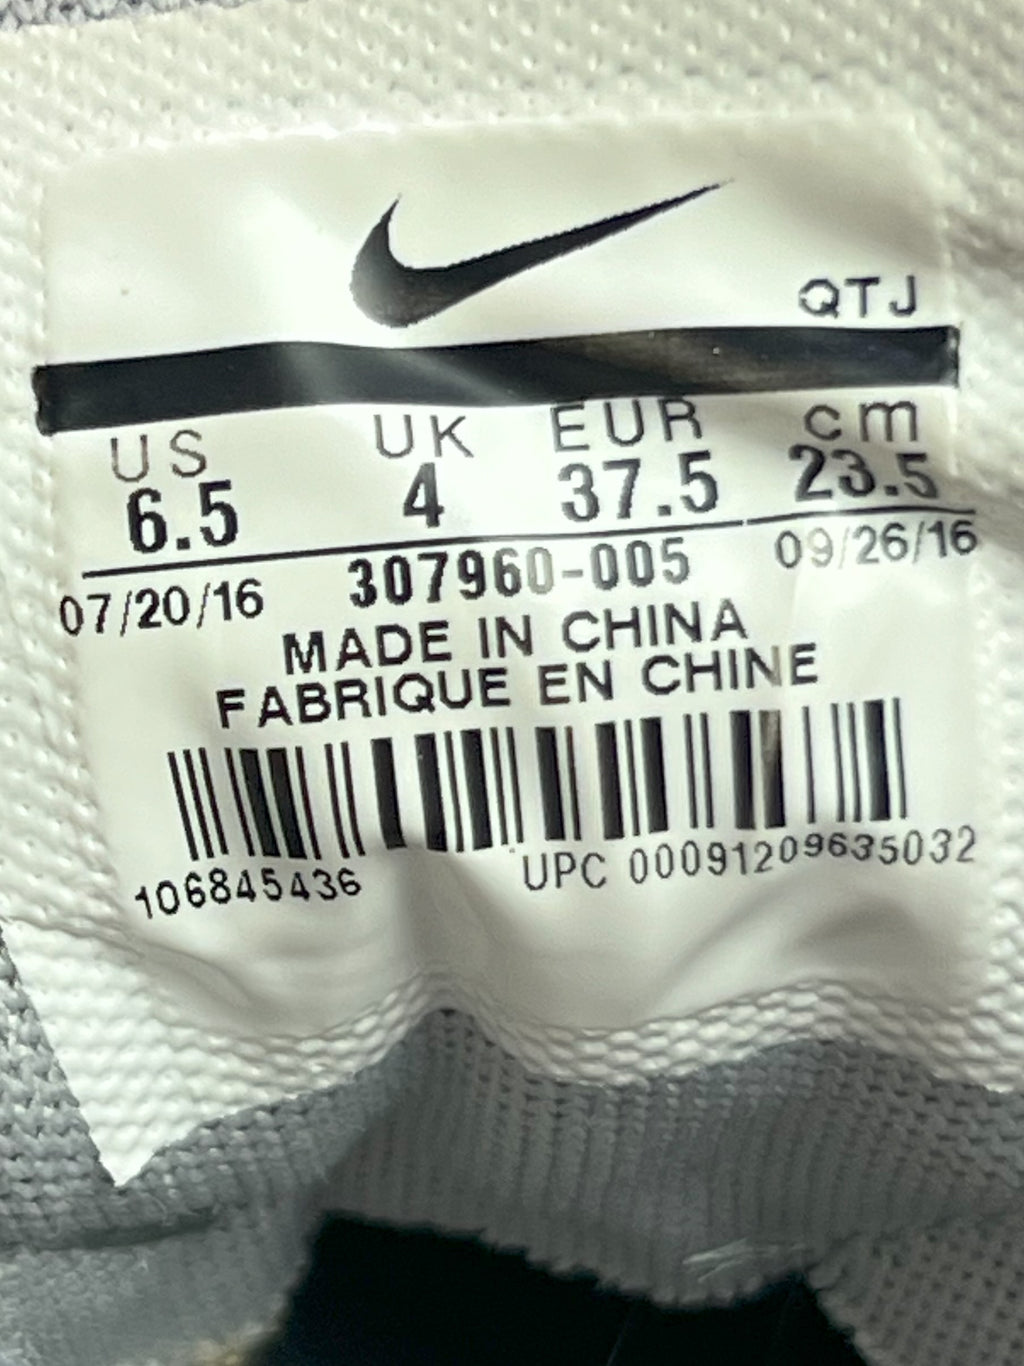 QTJ
US UK EUR cm
6.5 4 37.5 23.5
07/20/16 307960-005 09/26/16
MADE IN CHINA
FABRIQUE EN CHINE
106845436 UPC 00091209635032